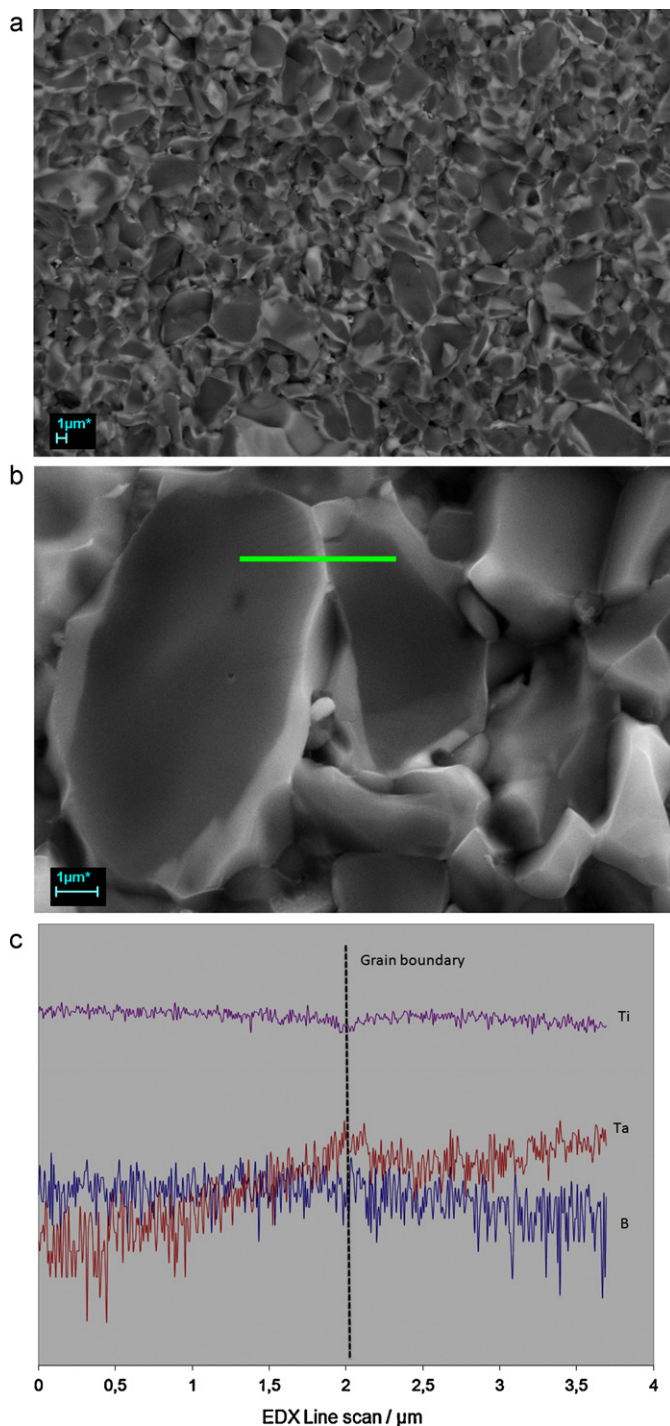 a
1µm*
b
1µm*
c
Grain boundary
Ti
Ta
B
0 0,5 1 1,5 2 2,5 3 3,5 4
EDX Line scan / µm